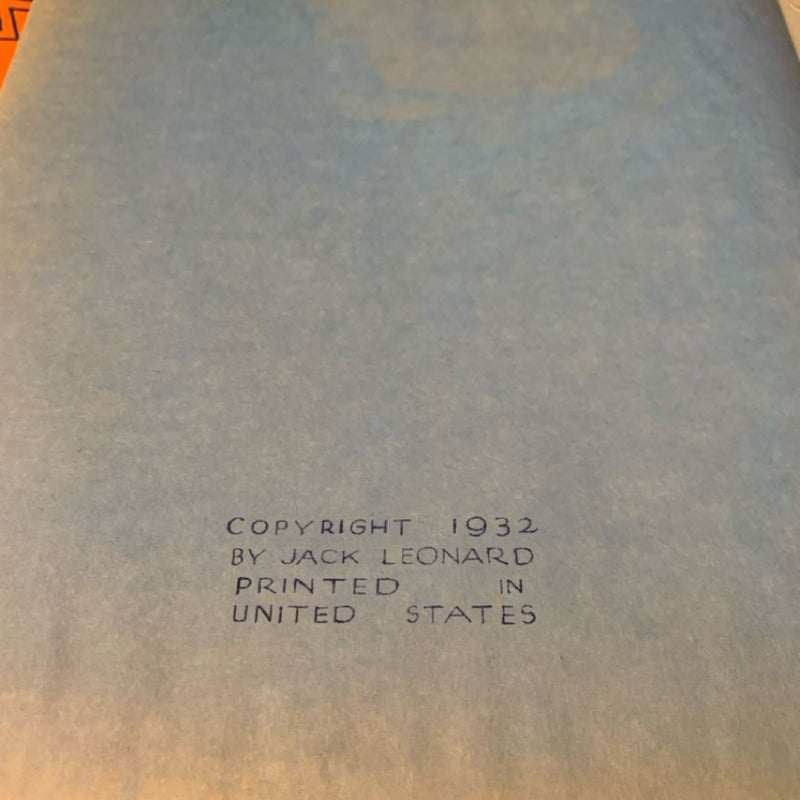 COPYRIGHT 1932
BY JACK LEONARD
PRINTED IN
UNITED STATES